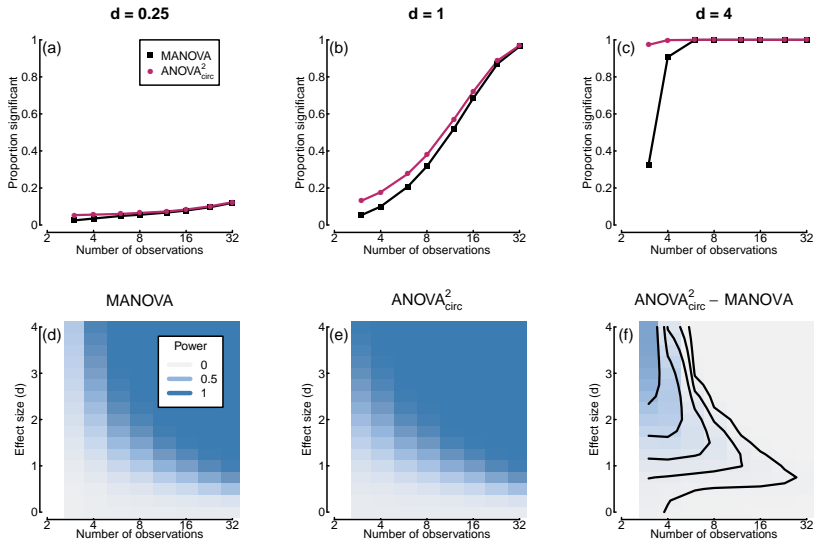 d = 0.25
d = 1
d = 4
(a)
MANOVA
ANOVA²circ
Proportion significant
0
0.2
0.4
0.6
0.8
1
2
4
8
16
32
Number of observations
(b)
Proportion significant
0
0.2
0.4
0.6
0.8
1
2
4
8
16
32
Number of observations
(c)
Proportion significant
0
0.2
0.4
0.6
0.8
1
2
4
8
16
32
Number of observations
MANOVA
ANOVA²circ
ANOVA²circ − MANOVA
(d)
Power
0
0.5
1
Effect size (d)
0
1
2
3
4
2
4
8
16
32
Number of observations
(e)
Effect size (d)
0
1
2
3
4
2
4
8
16
32
Number of observations
(f)
Effect size (d)
0
1
2
3
4
2
4
8
16
32
Number of observations